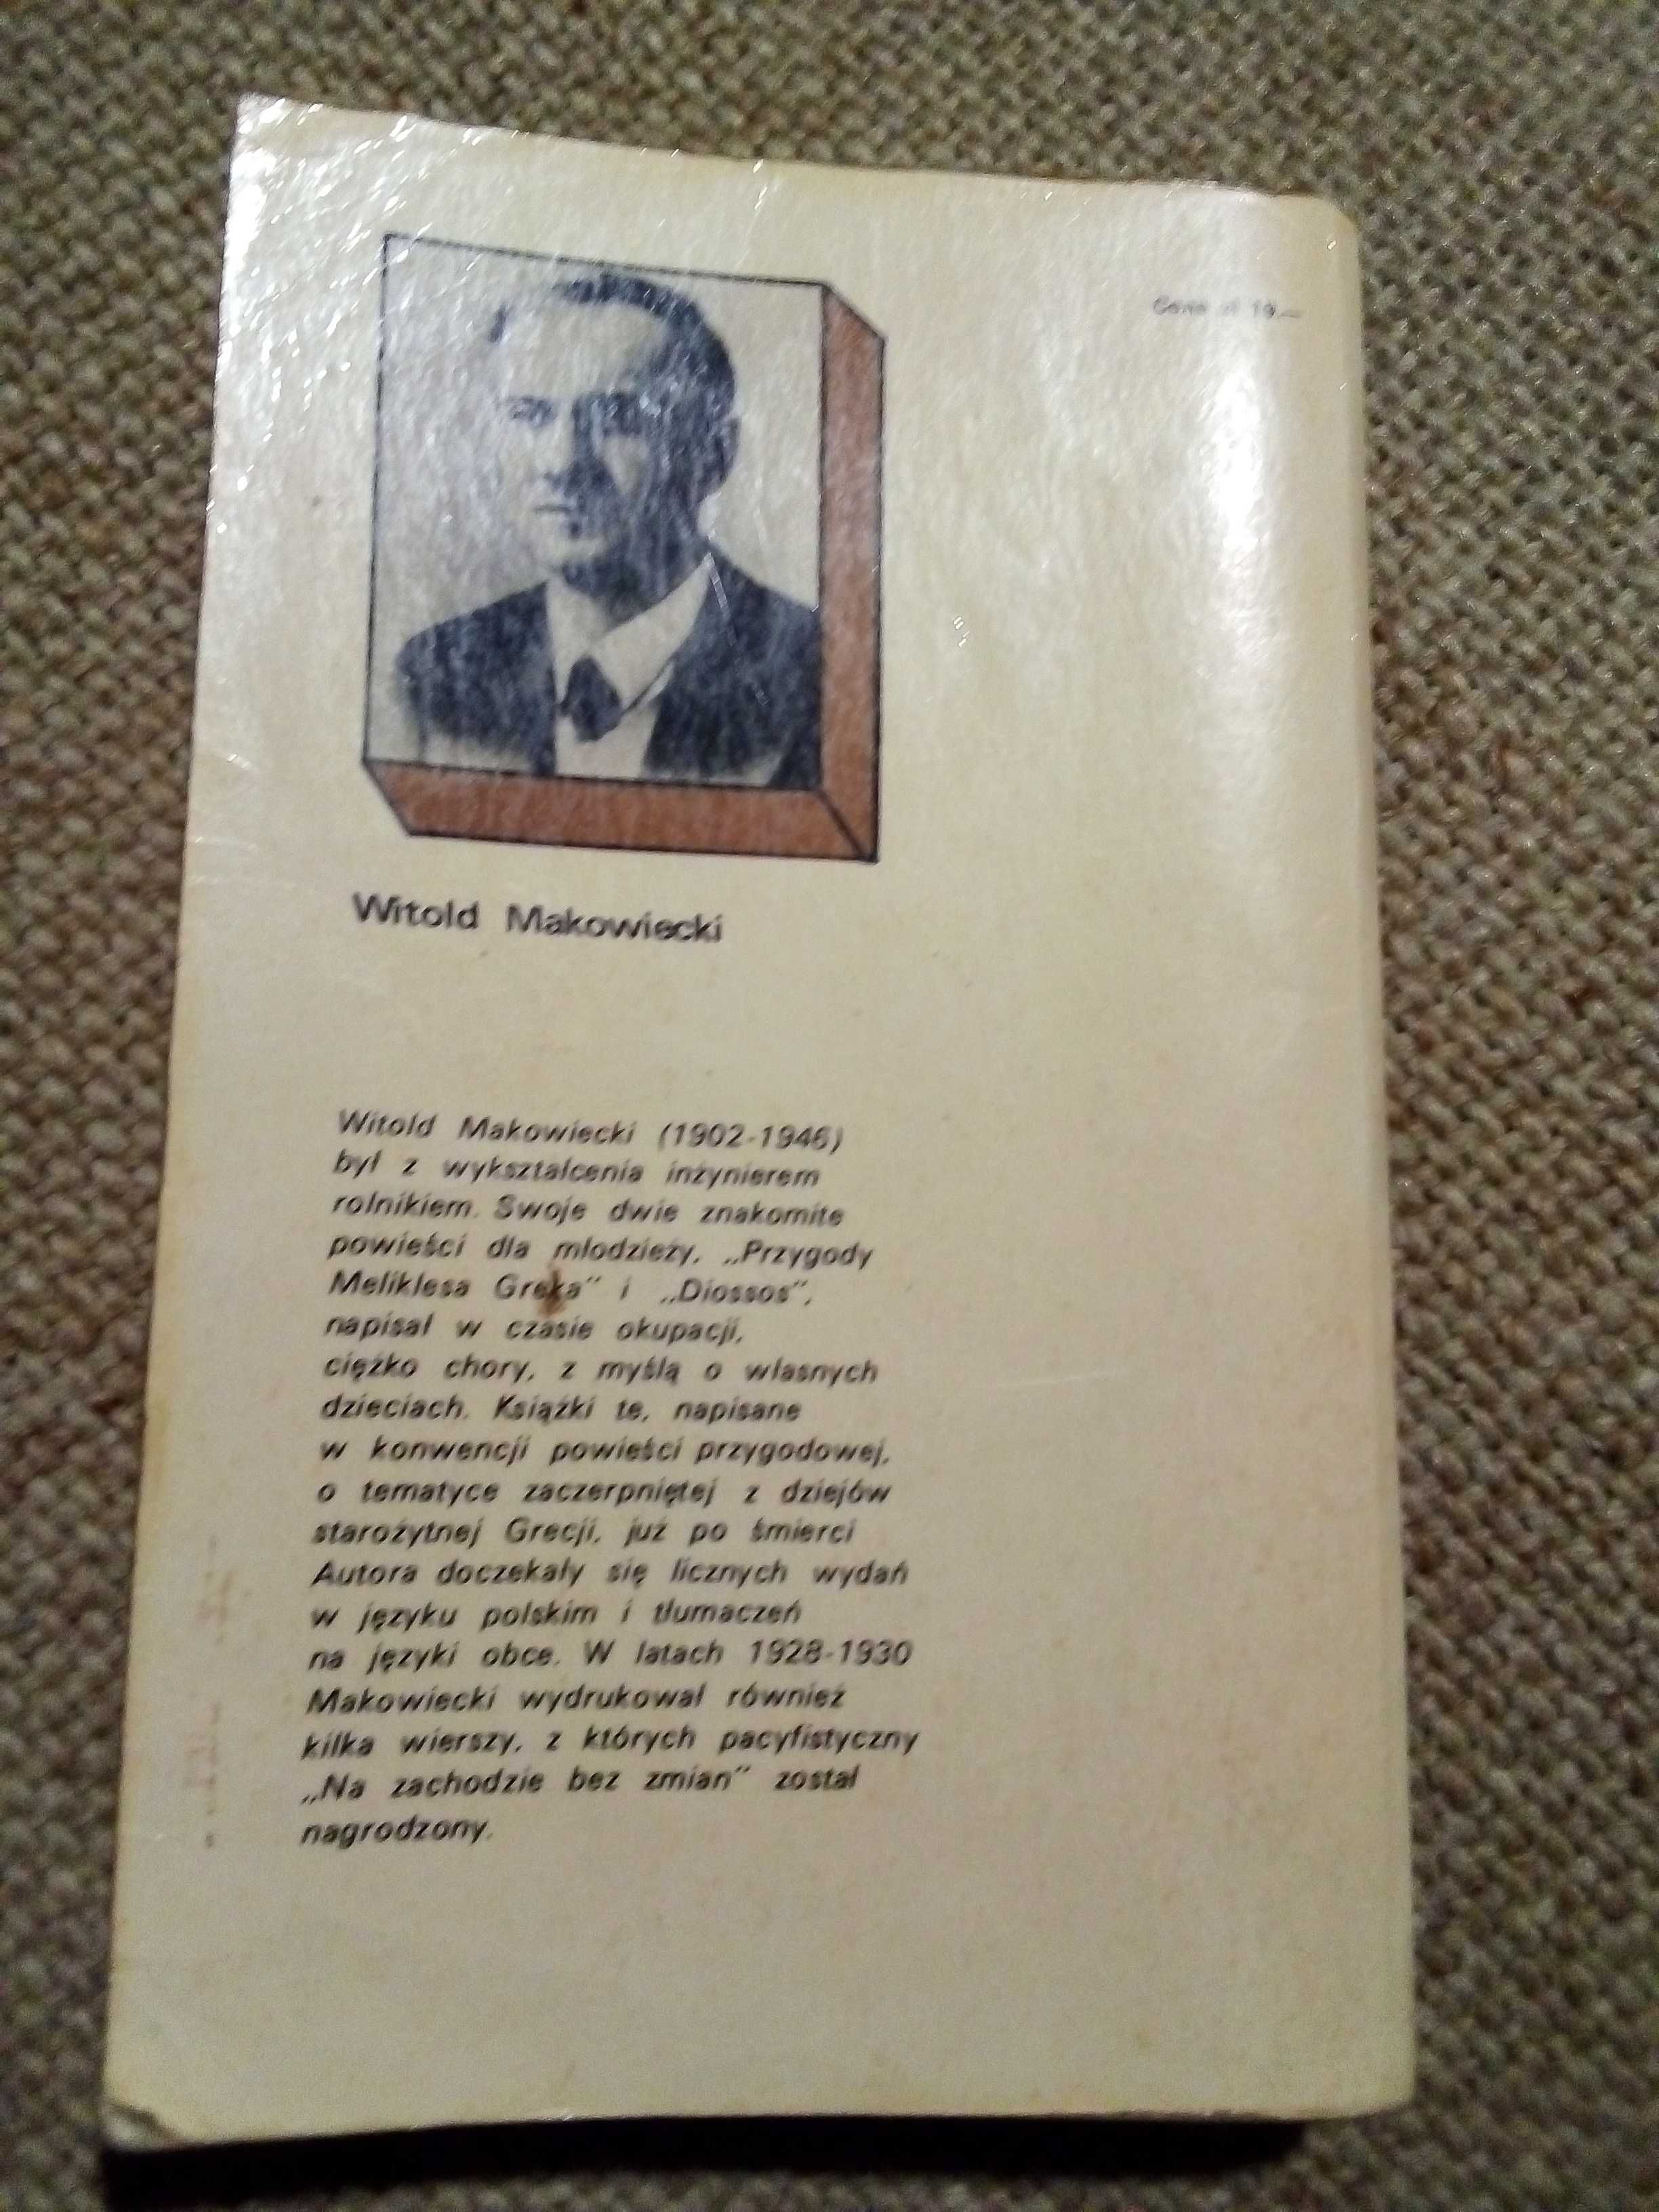 Cena zł 19.—
Witold Makowiecki
Witold Makowiecki (1902-1946)
był z wykształcenia inżynierem
rolnikiem. Swoje dwie znakomite
powieści dla młodzieży, „Przygody
Meliklesa Greka" i „Diossos",
napisał w czasie okupacji,
ciężko chory, z myślą o własnych
dzieciach. Książki te, napisane
w konwencji powieści przygodowej,
o tematyce zaczerpniętej z dziejów
starożytnej Grecji, już po śmierci
Autora doczekały się licznych wydań
w języku polskim i tłumaczeń
na języki obce. W latach 1928-1930
Makowiecki wydrukował również
kilka wierszy, z których pacyfistyczny
„Na zachodzie bez zmian" został
nagrodzony.